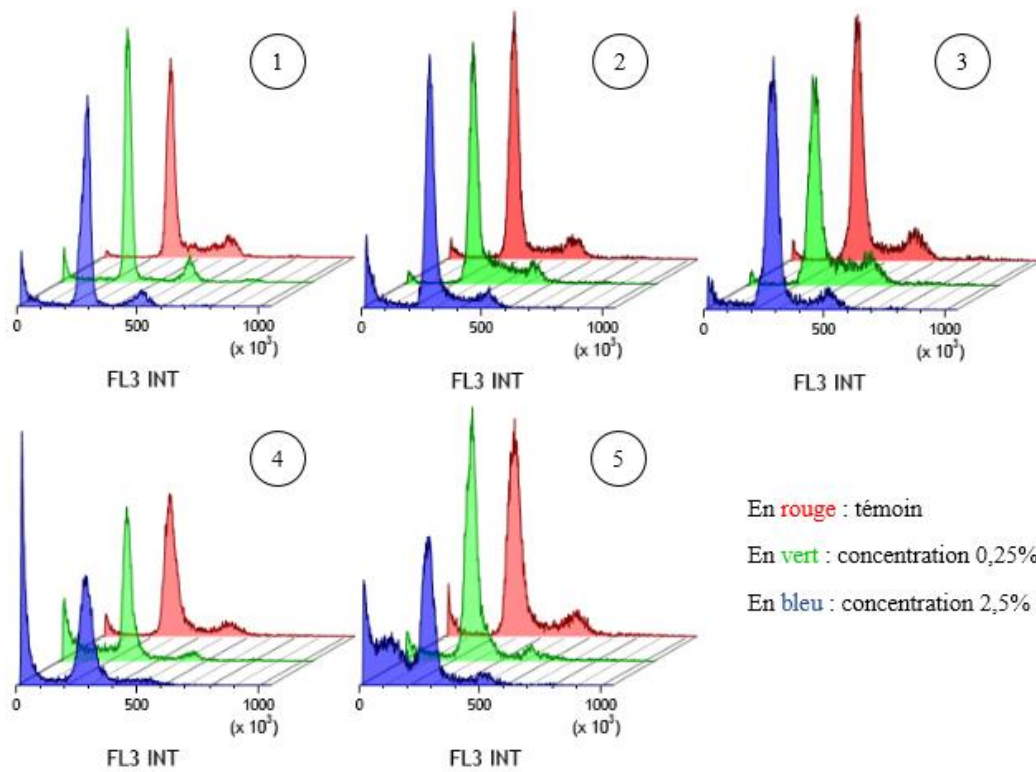 1
2
3
0
500
1000
(x 10³)
FL3 INT
0
500
1000
(x 10³)
FL3 INT
0
500
1000
(x 10³)
FL3 INT
4
5
En rouge : témoin
En vert : concentration 0,25%
En bleu : concentration 2,5%
0
500
1000
(x 10³)
FL3 INT
0
500
1000
(x 10³)
FL3 INT